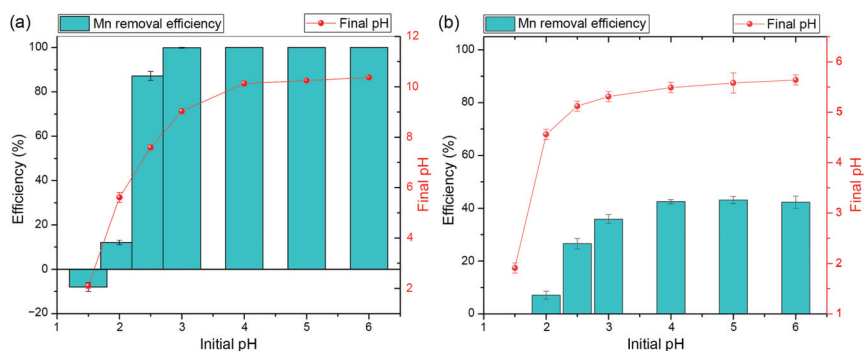 (a) Mn removal efficiency Final pH
Efficiency (%)
100
80
60
40
20
0
−20
12
10
8
6
4
2
Final pH
1 2 3 4 5 6
Initial pH
(b) Mn removal efficiency Final pH
Efficiency (%)
100
80
60
40
20
0
6
5
4
3
2
1
Final pH
1 2 3 4 5 6
Initial pH